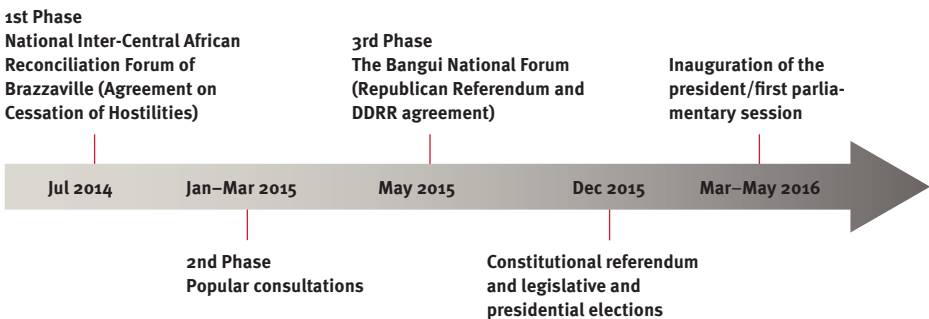 1st Phase
National Inter-Central African
Reconciliation Forum of
Brazzaville (Agreement on
Cessation of Hostilities)
3rd Phase
The Bangui National Forum
(Republican Referendum and
DDRR agreement)
Inauguration of the
president/first parlia-
mentary session
Jul 2014
Jan–Mar 2015
May 2015
Dec 2015
Mar–May 2016
2nd Phase
Popular consultations
Constitutional referendum
and legislative and
presidential elections